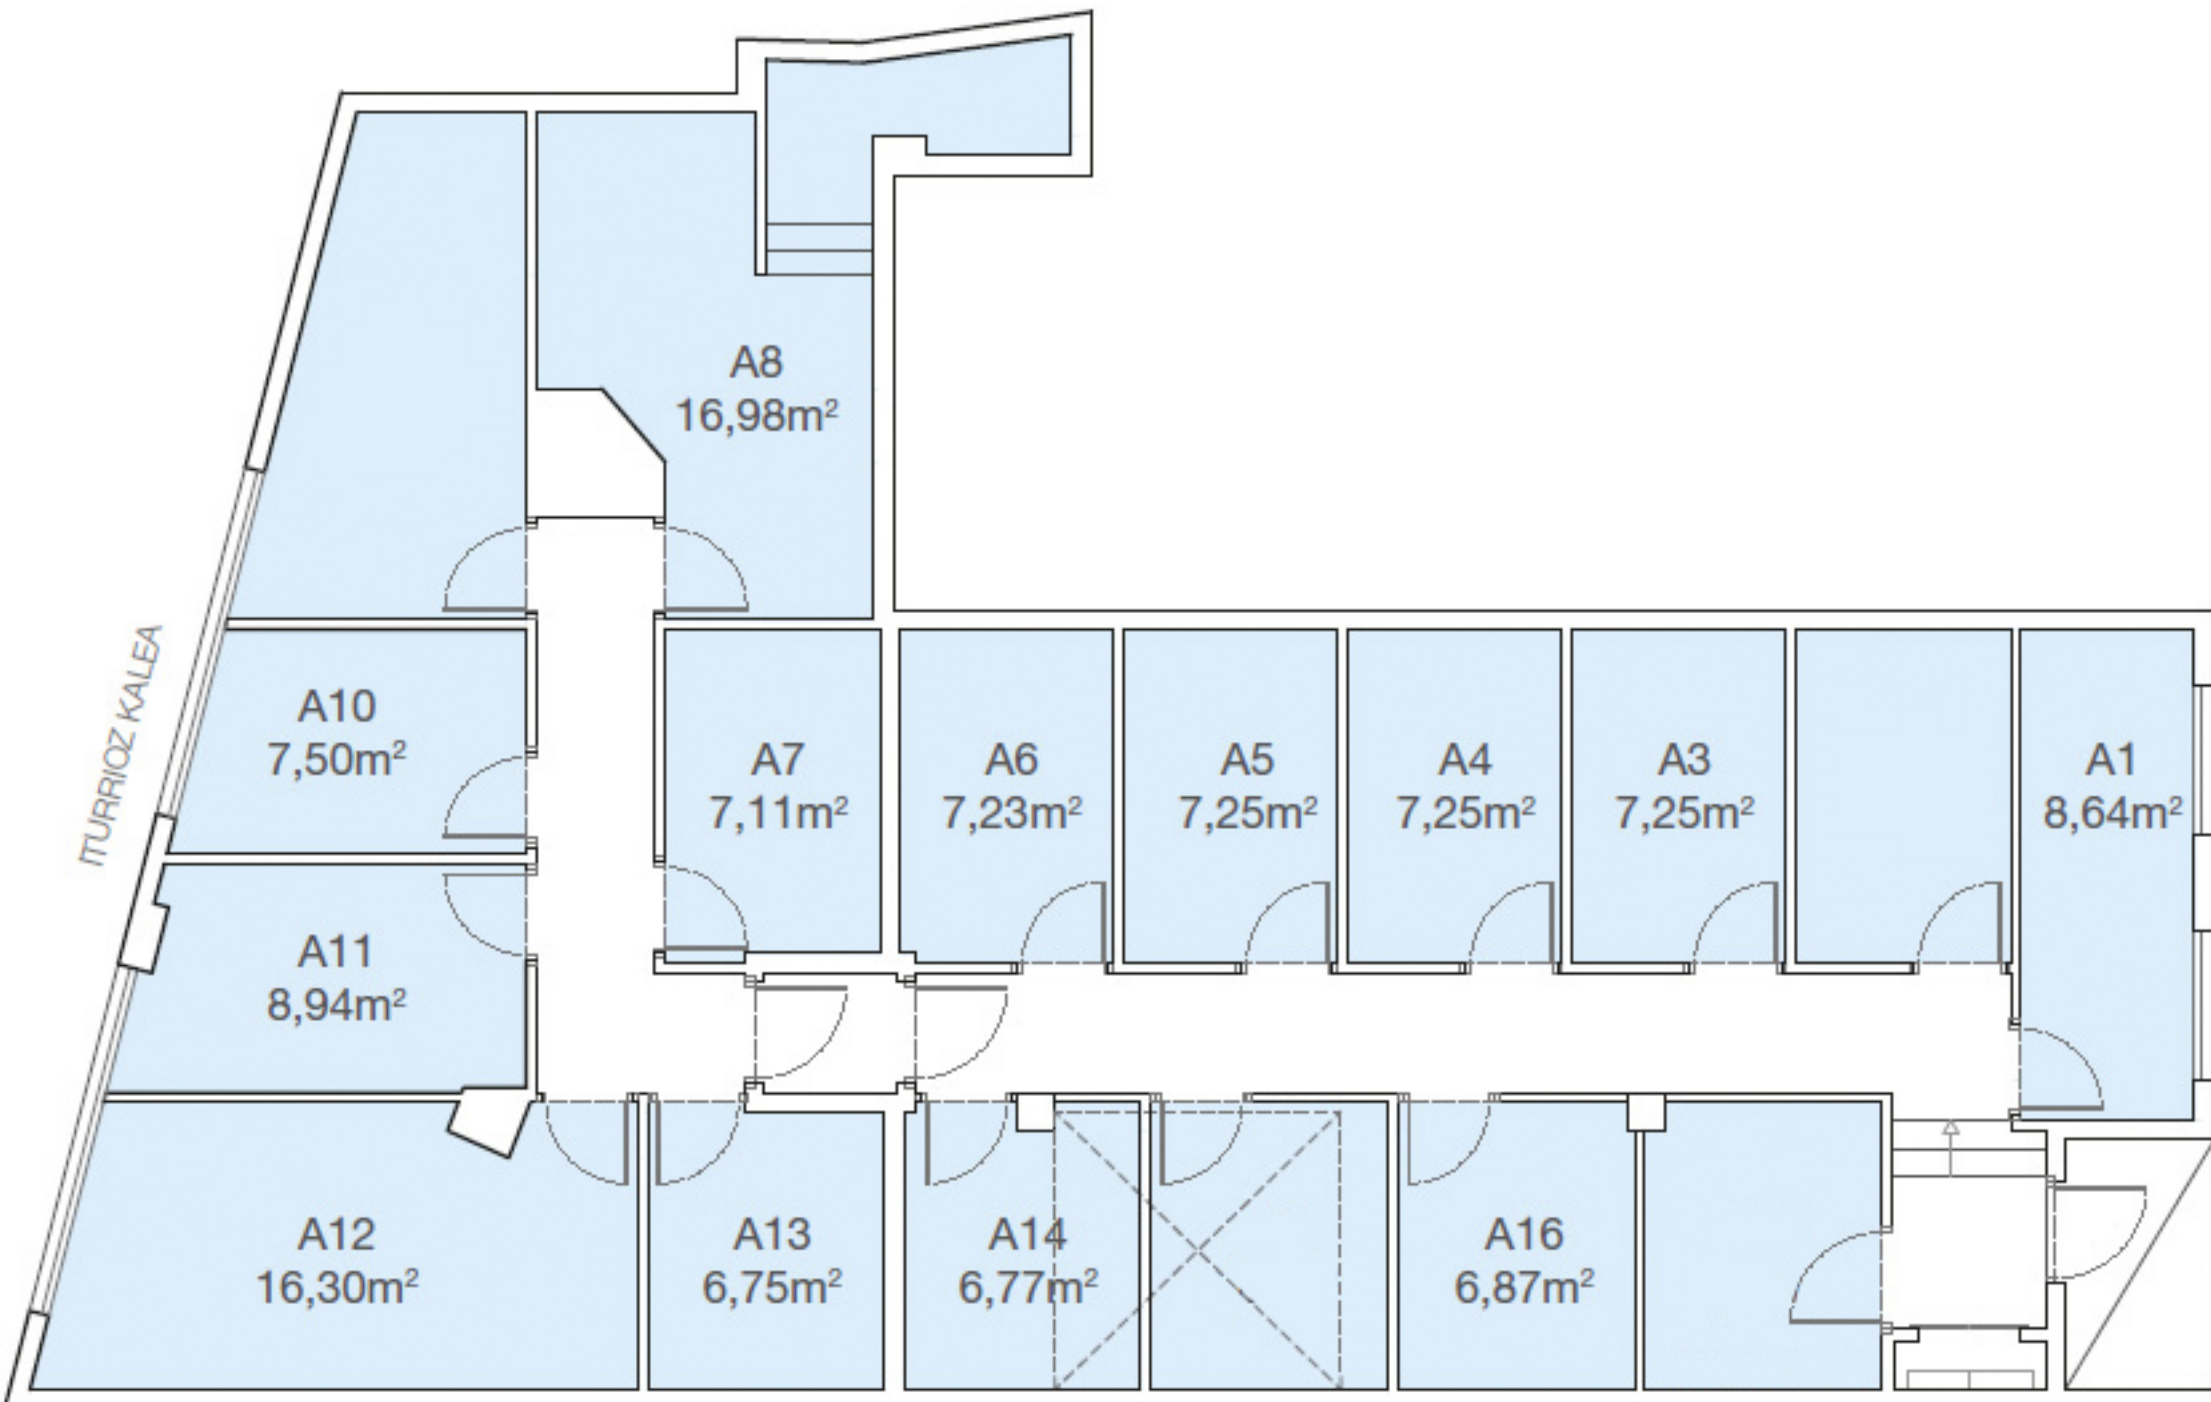 A8
16,98m²
ITURRIOZ KALEA
A10
7,50m²
A7
7,11m²
A6
7,23m²
A5
7,25m²
A4
7,25m²
A3
7,25m²
A1
8,64m²
A11
8,94m²
A12
16,30m²
A13
6,75m²
A14
6,77m²
A16
6,87m²